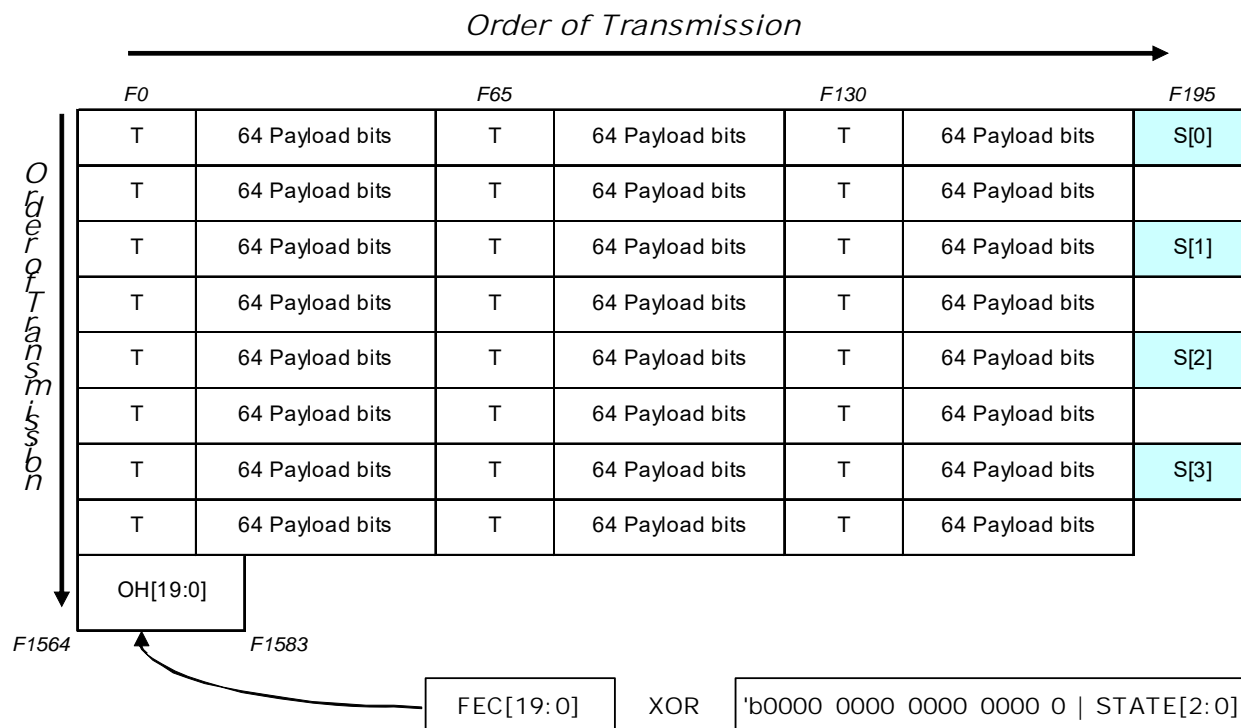 Order of Transmission
F0 F65 F130 F195
Order of Transmission
T 64 Payload bits T 64 Payload bits T 64 Payload bits S[0]
T 64 Payload bits T 64 Payload bits T 64 Payload bits
T 64 Payload bits T 64 Payload bits T 64 Payload bits S[1]
T 64 Payload bits T 64 Payload bits T 64 Payload bits
T 64 Payload bits T 64 Payload bits T 64 Payload bits S[2]
T 64 Payload bits T 64 Payload bits T 64 Payload bits
T 64 Payload bits T 64 Payload bits T 64 Payload bits S[3]
T 64 Payload bits T 64 Payload bits T 64 Payload bits
OH[19:0]
F1564 F1583
FEC[19:0] XOR 'b0000 0000 0000 0000 0 | STATE[2:0]